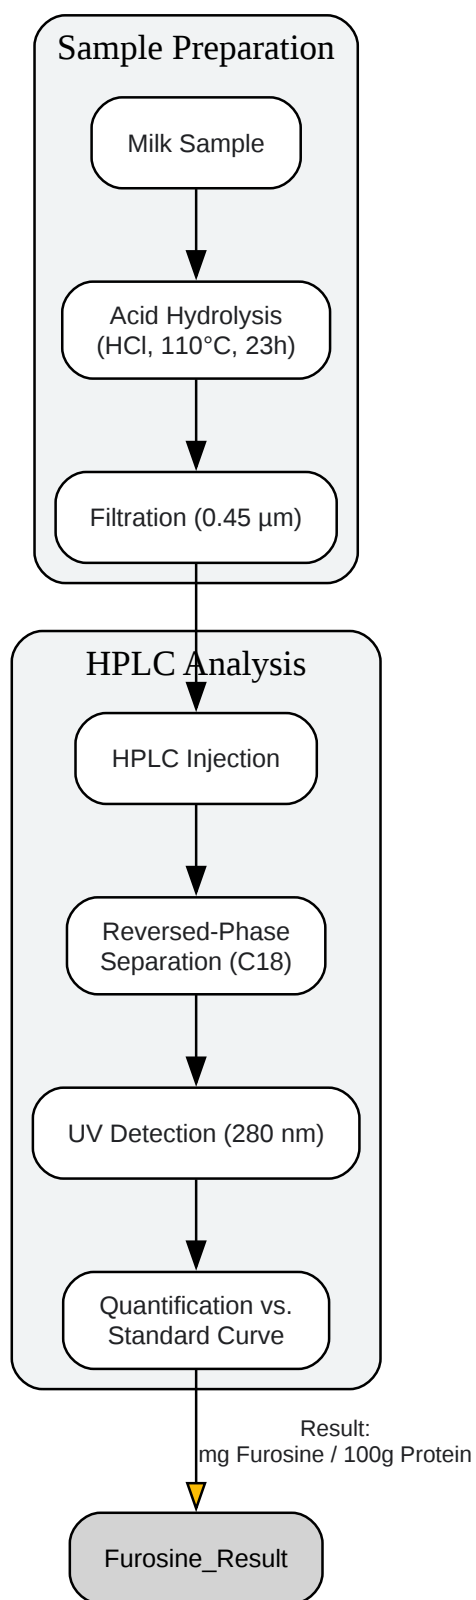 Sample Preparation
Milk Sample
Acid Hydrolysis
(HCl, 110°C, 23h)
Filtration (0.45 µm)
HPLC Analysis
HPLC Injection
Reversed-Phase
Separation (C18)
UV Detection (280 nm)
Quantification vs.
Standard Curve
Result:
mg Furosine / 100g Protein
Furosine_Result